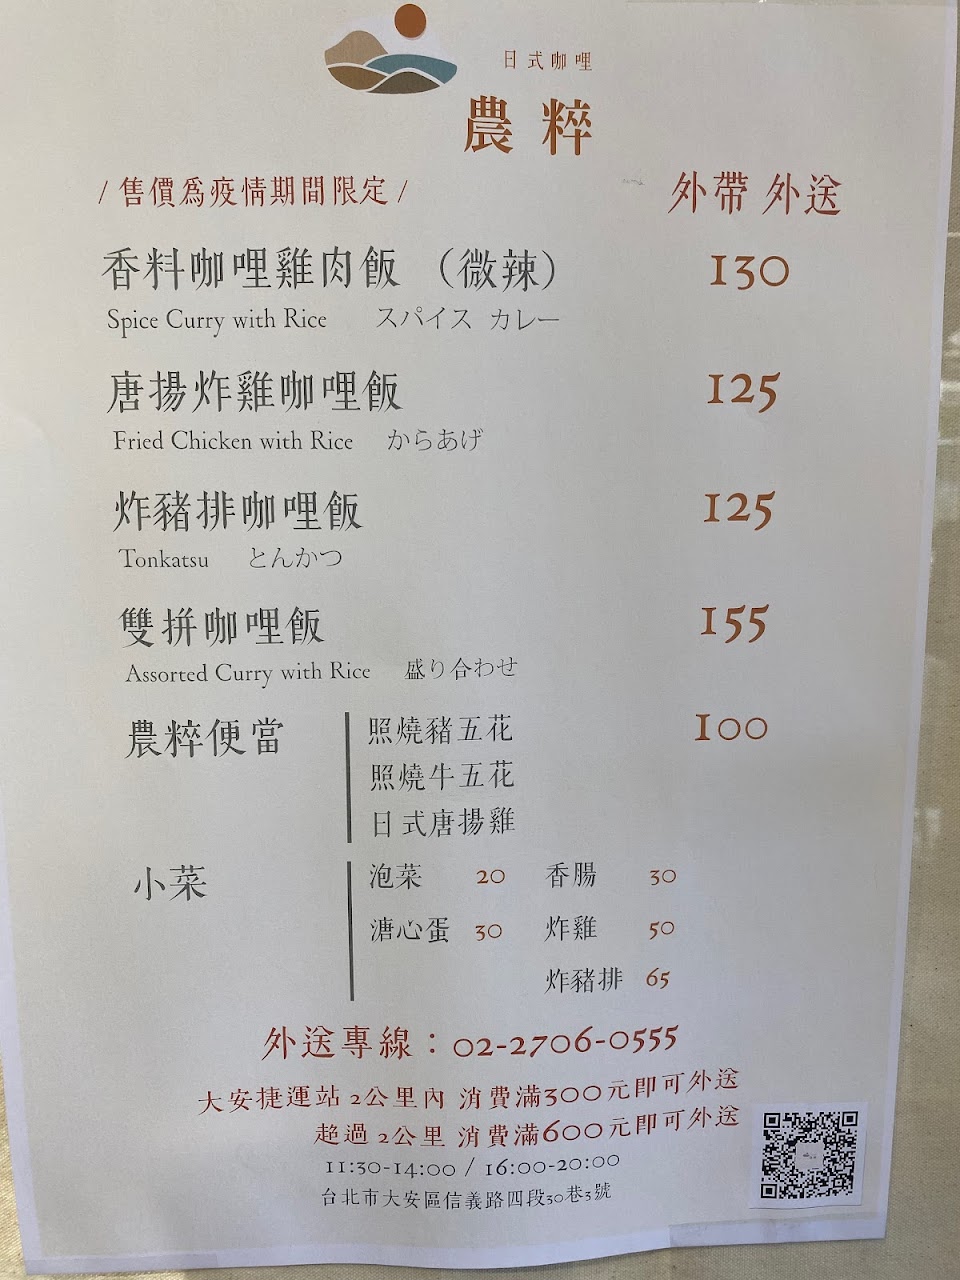 日式咖哩
農粹
/ 售價為疫情期間限定 /
外帶 外送
香料咖哩雞肉飯 （微辣） 130
Spice Curry with Rice スパイス カレー
唐揚炸雞咖哩飯 125
Fried Chicken with Rice からあげ
炸豬排咖哩飯 125
Tonkatsu とんかつ
雙拼咖哩飯 155
Assorted Curry with Rice 盛り合わせ
農粹便當 照燒豬五花 100
照燒牛五花
日式唐揚雞
小菜 泡菜 20 香腸 30
溏心蛋 30 炸雞 50
炸豬排 65
外送專線：02-2706-0555
大安捷運站 2公里內 消費滿300元即可外送
超過 2公里 消費滿600元即可外送
11:30-14:00 / 16:00-20:00
台北市大安區信義路四段30巷3號